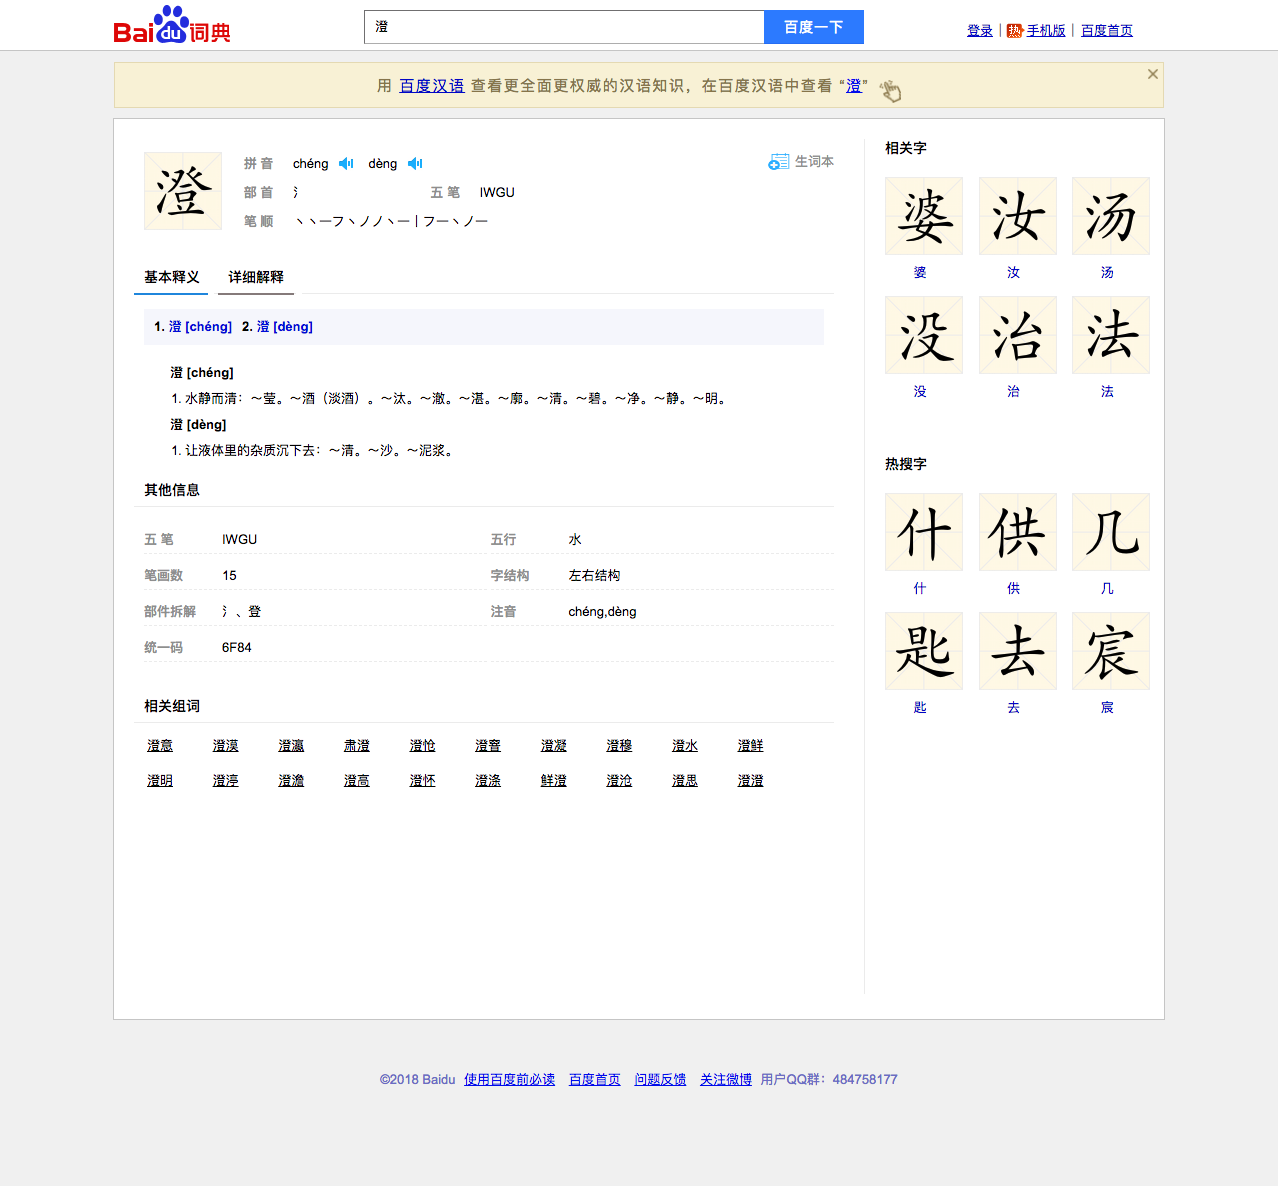 Bai du 词典
澄
百度一下
登录 | 热 手机版 | 百度首页
用 百度汉语 查看更全面更权威的汉语知识，在百度汉语中查看 “澄”
澄
拼 音 chéng dèng
生词本
部 首 氵 五 笔 IWGU
笔 顺 丶丶一フ丶ノノ丶一丨フ一丶ノ一
基本释义 详细解释
1. 澄 [chéng] 2. 澄 [dèng]
澄 [chéng]
1. 水静而清：～莹。～酒（淡酒）。～汰。～澈。～湛。～廓。～清。～碧。～净。～静。～明。
澄 [dèng]
1. 让液体里的杂质沉下去：～清。～沙。～泥浆。
其他信息
五 笔 IWGU 五行 水
笔画数 15 字结构 左右结构
部件拆解 氵、登 注音 chéng,dèng
统一码 6F84
相关组词
澄意 澄漠 澄瀛 肃澄 澄怆 澄窨 澄凝 澄穆 澄水 澄鲜
澄明 澄渟 澄澹 澄高 澄怀 澄涤 鲜澄 澄沧 澄思 澄澄
相关字
婆 汝 汤
婆 汝 汤
没 治 法
没 治 法
热搜字
什 供 几
什 供 几
匙 去 宸
匙 去 宸
©2018 Baidu 使用百度前必读 百度首页 问题反馈 关注微博 用户QQ群：484758177